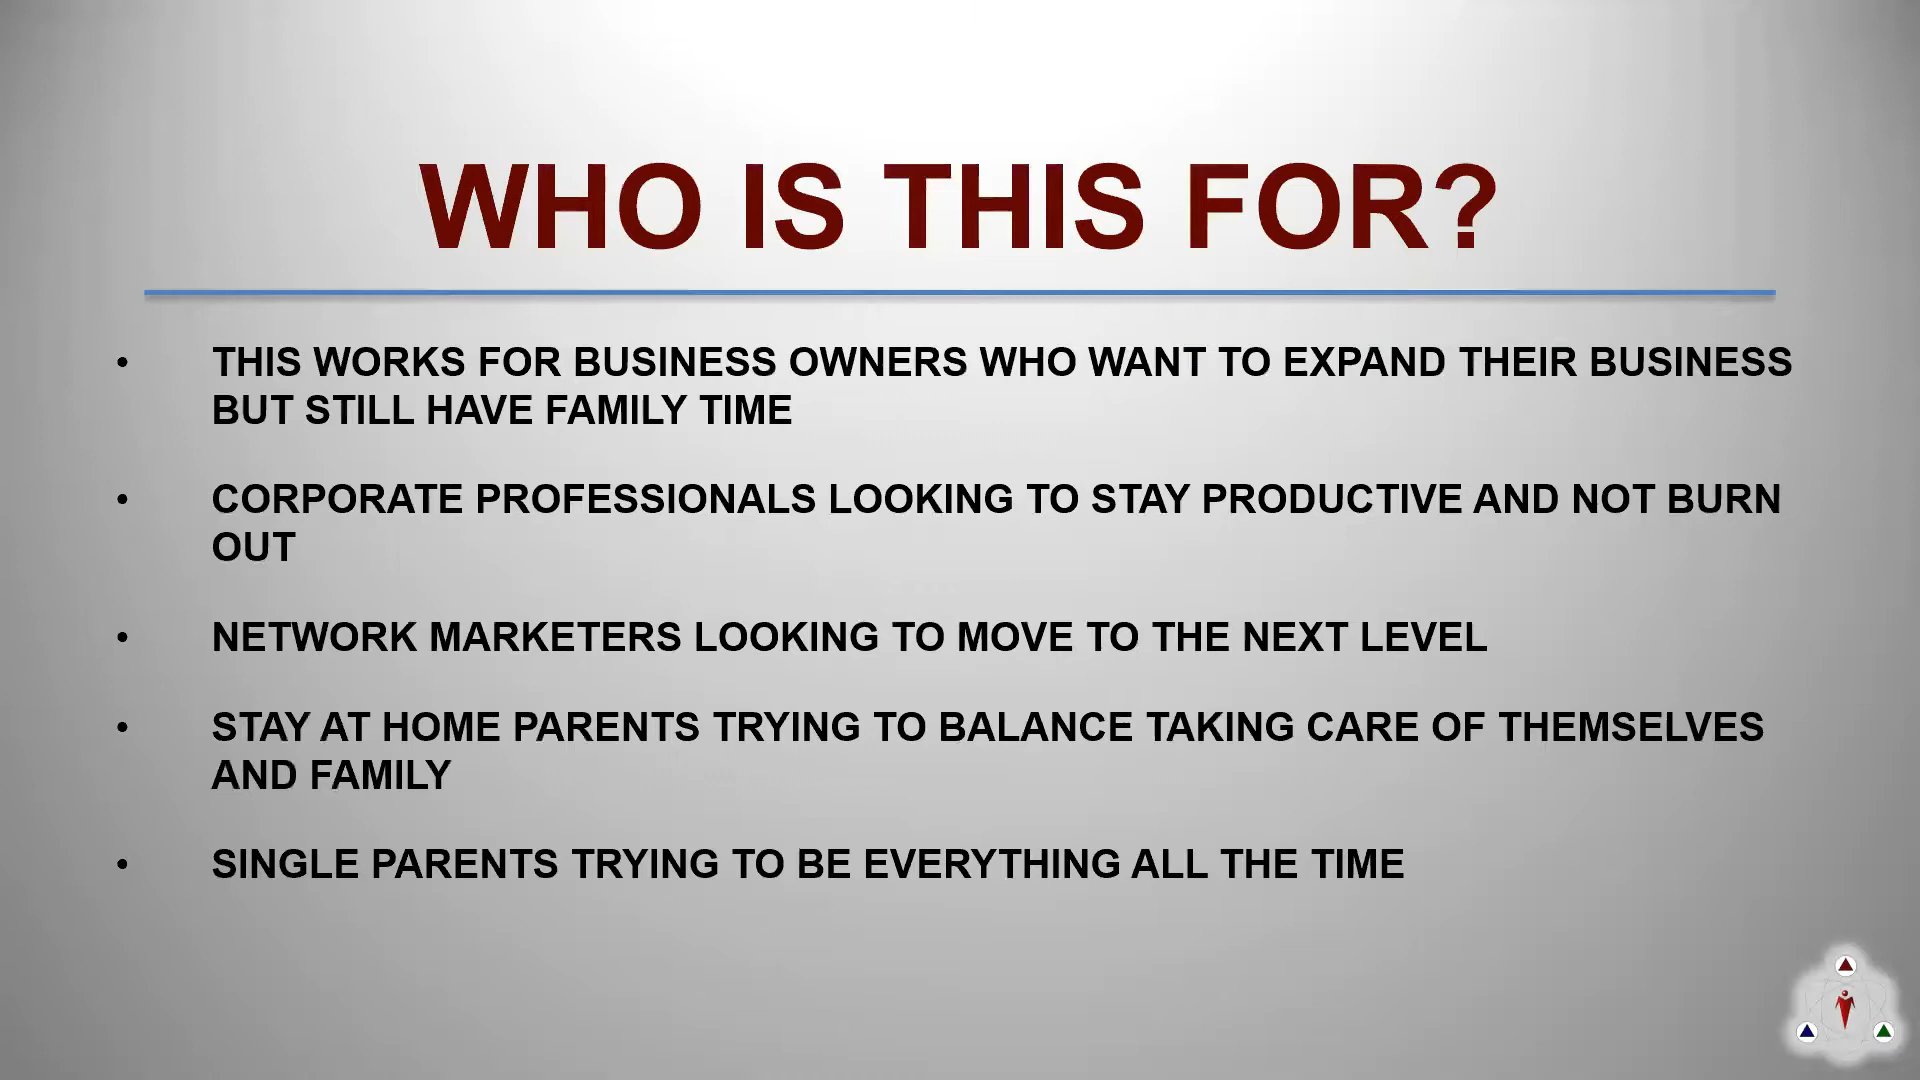 WHO IS THIS FOR?
• THIS WORKS FOR BUSINESS OWNERS WHO WANT TO EXPAND THEIR BUSINESS
BUT STILL HAVE FAMILY TIME
• CORPORATE PROFESSIONALS LOOKING TO STAY PRODUCTIVE AND NOT BURN
OUT
• NETWORK MARKETERS LOOKING TO MOVE TO THE NEXT LEVEL
• STAY AT HOME PARENTS TRYING TO BALANCE TAKING CARE OF THEMSELVES
AND FAMILY
• SINGLE PARENTS TRYING TO BE EVERYTHING ALL THE TIME